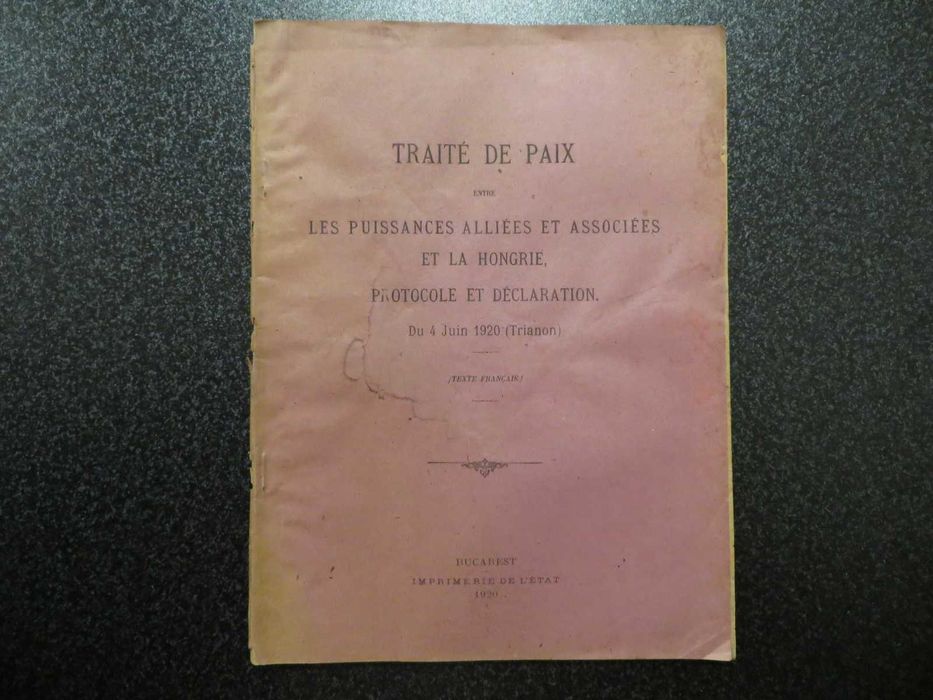 TRAITÉ DE PAIX
ENTRE
LES PUISSANCES ALLIÉES ET ASSOCIÉES
ET LA HONGRIE,
PROTOCOLE ET DÉCLARATION.
Du 4 Juin 1920 (Trianon)
(TEXTE FRANÇAIS)
BUCAREST
IMPRIMERIE DE L'ÉTAT
1920